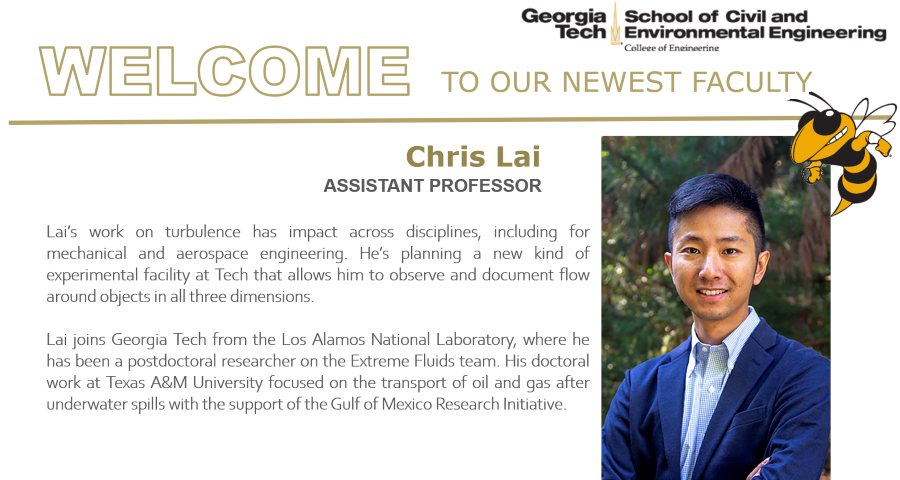 Georgia Tech School of Civil and Environmental Engineering
College of Engineering
WELCOME TO OUR NEWEST FACULTY
Chris Lai
ASSISTANT PROFESSOR
Lai's work on turbulence has impact across disciplines, including for
mechanical and aerospace engineering. He's planning a new kind of
experimental facility at Tech that allows him to observe and document flow
around objects in all three dimensions.
Lai joins Georgia Tech from the Los Alamos National Laboratory, where he
has been a postdoctoral researcher on the Extreme Fluids team. His doctoral
work at Texas A&M University focused on the transport of oil and gas after
underwater spills with the support of the Gulf of Mexico Research Initiative.